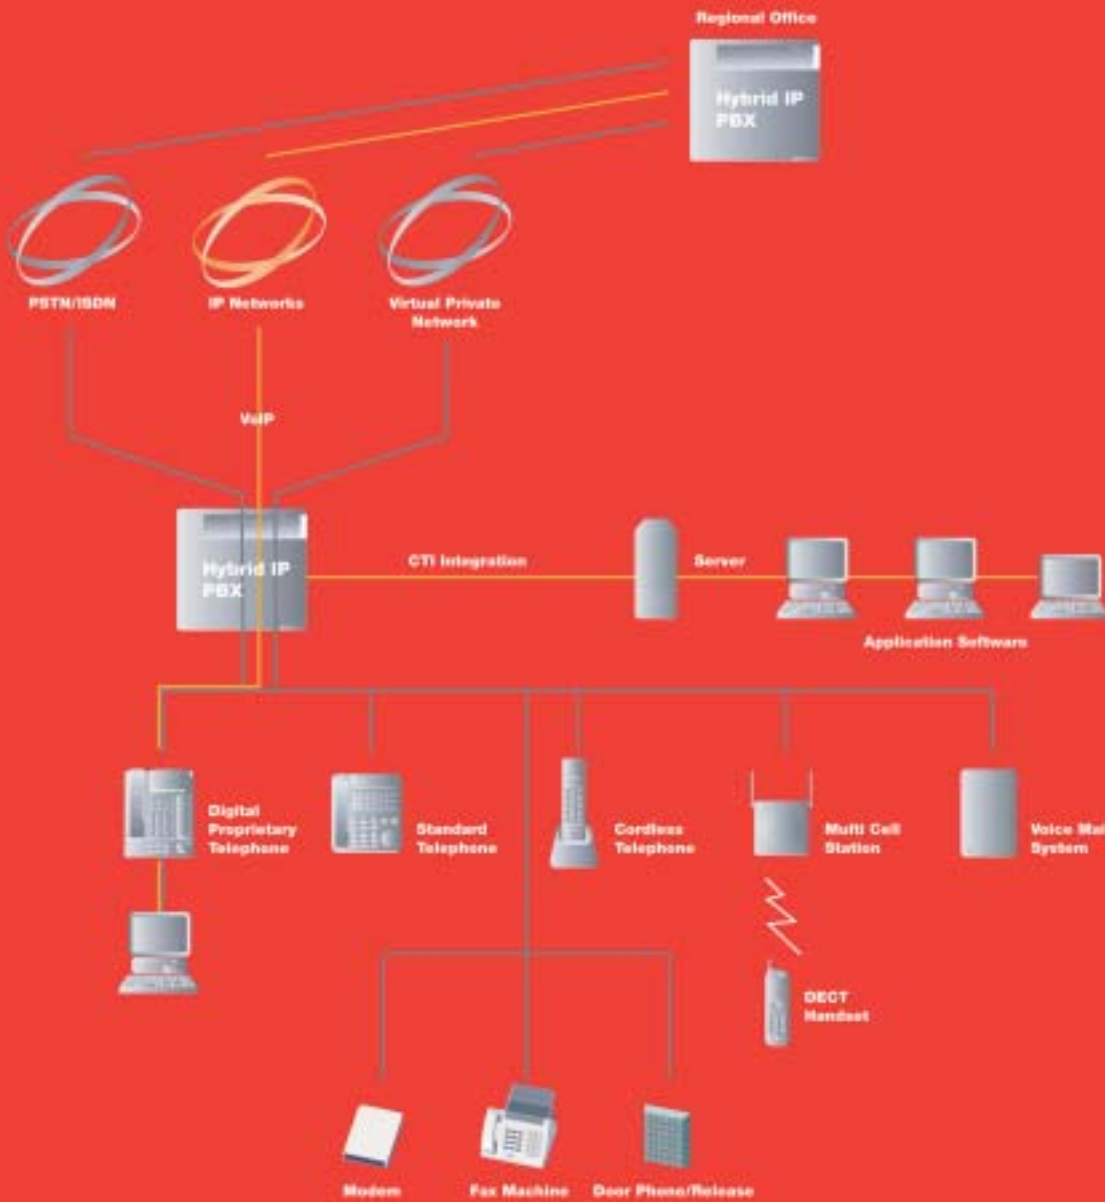 Regional Office
Hybrid IP
PBX
PSTN/ISDN
IP Networks
Virtual Private
Network
VoIP
Hybrid IP
PBX
CTI Integration
Server
Application Software
Digital
Proprietary
Telephone
Standard
Telephone
Cordless
Telephone
Multi Cell
Station
Voice Mai
System
DECT
Handset
Modem
Fax Machine
Door Phone/Release